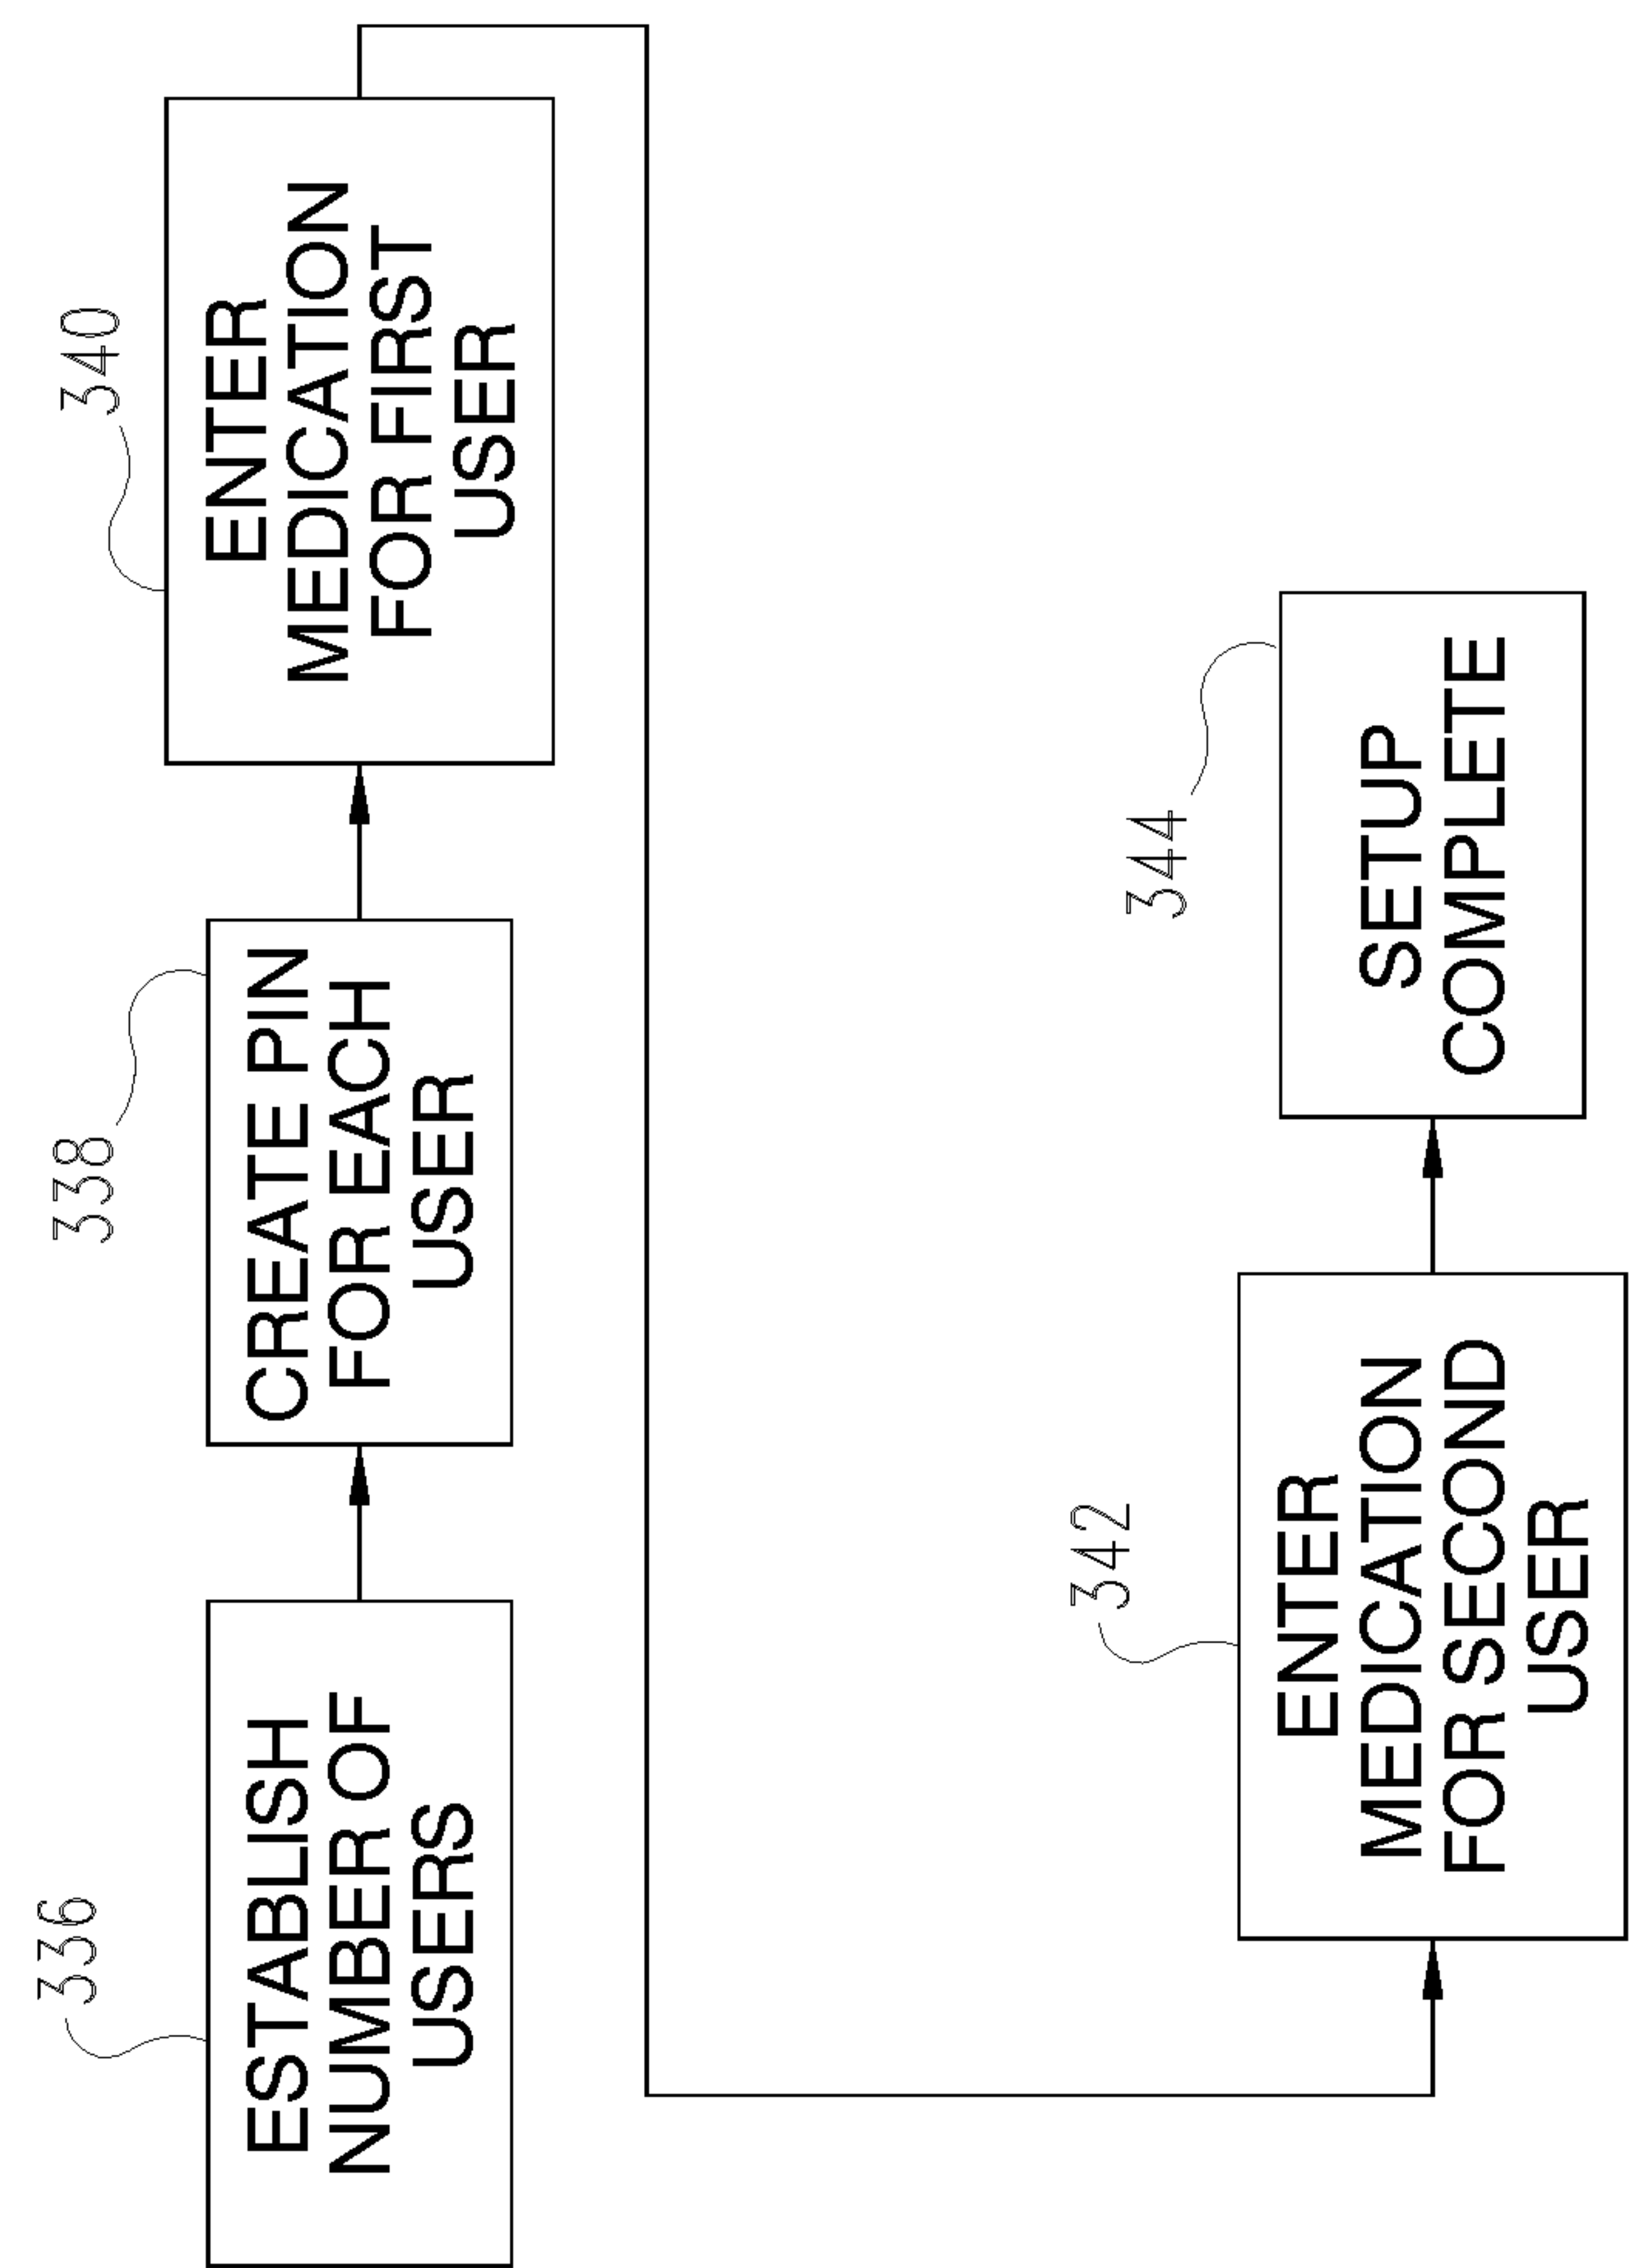 336
ESTABLISH
NUMBER OF
USERS
338
CREATE PIN
FOR EACH
USER
340
ENTER
MEDICATION
FOR FIRST
USER
342
ENTER
MEDICATION
FOR SECOND
USER
344
SETUP
COMPLETE